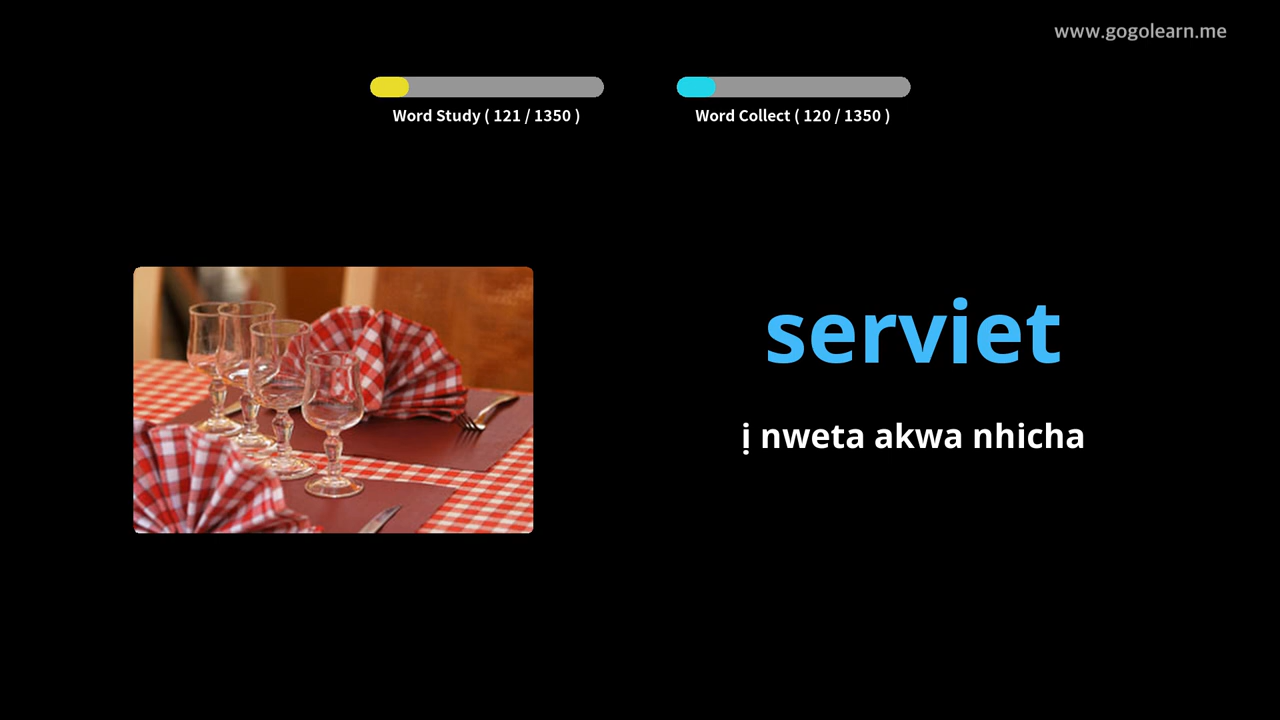 www.gogolearn.me
Word Study ( 121 / 1350 )
Word Collect ( 120 / 1350 )
serviet
ị nweta akwa nhicha